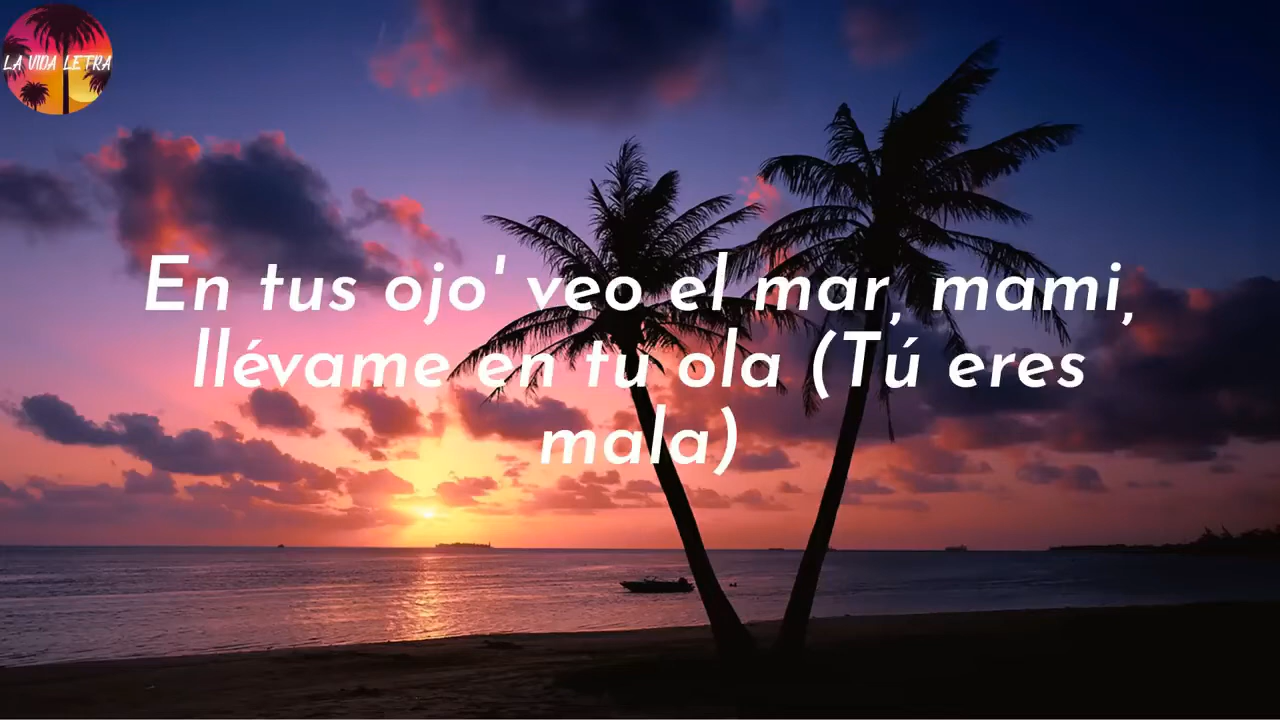 LA VIDA LETRA
En tus ojo' veo el mar, mami,
llévame en tu ola (Tú eres
mala)